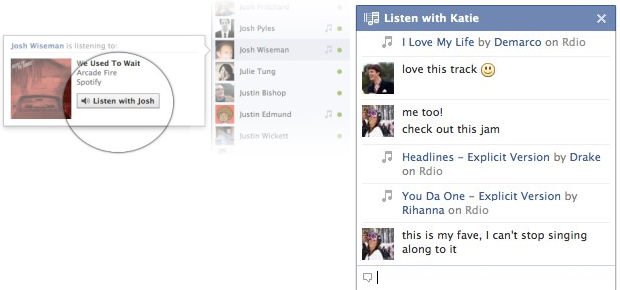 Josh Wiseman is listening to:
We Used To Wait
Arcade Fire
Spotify
Listen with Josh
Josh Pritchard
Josh Pyles
Josh Wiseman
Julie Tung
Justin Bishop
Justin Edmund
Justin Wickett
Listen with Katie
I Love My Life by Demarco on Rdio
love this track
me too!
check out this jam
Headlines – Explicit Version by Drake
on Rdio
You Da One – Explicit Version by
Rihanna on Rdio
this is my fave, I can't stop singing
along to it